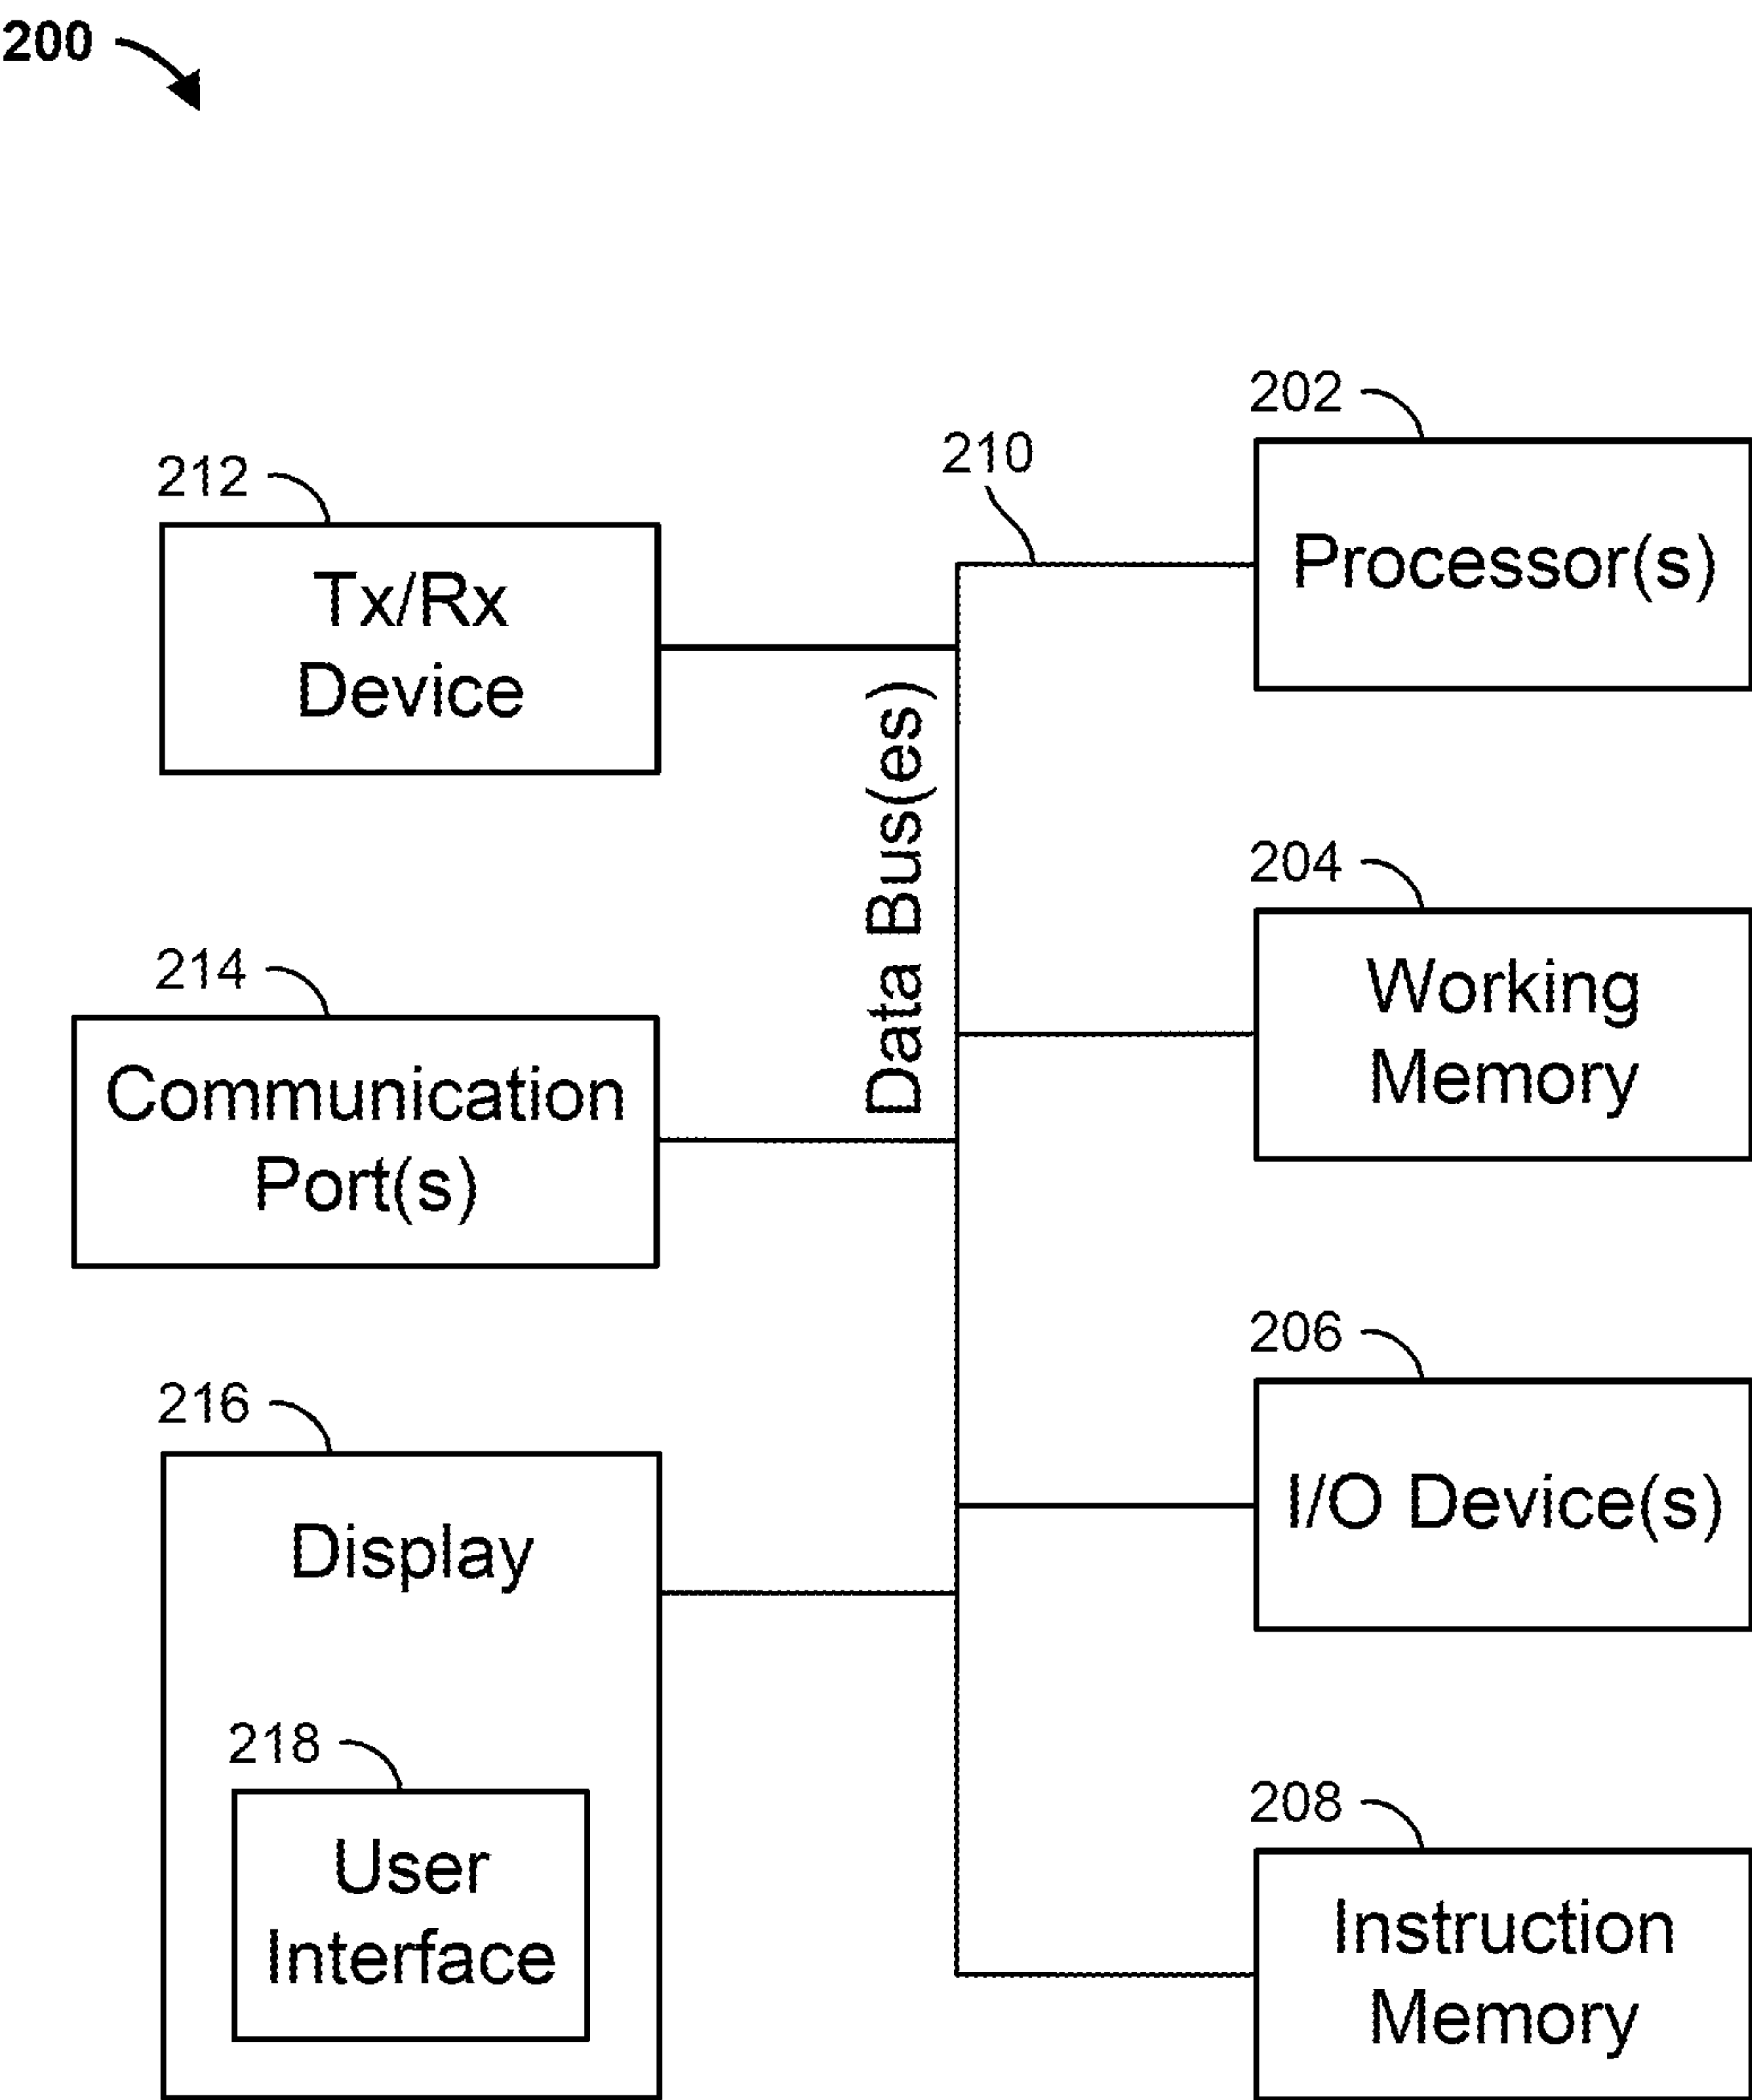 200
202
210
212
Processor(s)
Tx/Rx
Device
Data Bus(es)
204
214
Working
Memory
Communication
Port(s)
206
216
I/O Device(s)
Display
218
208
User
Interface
Instruction
Memory